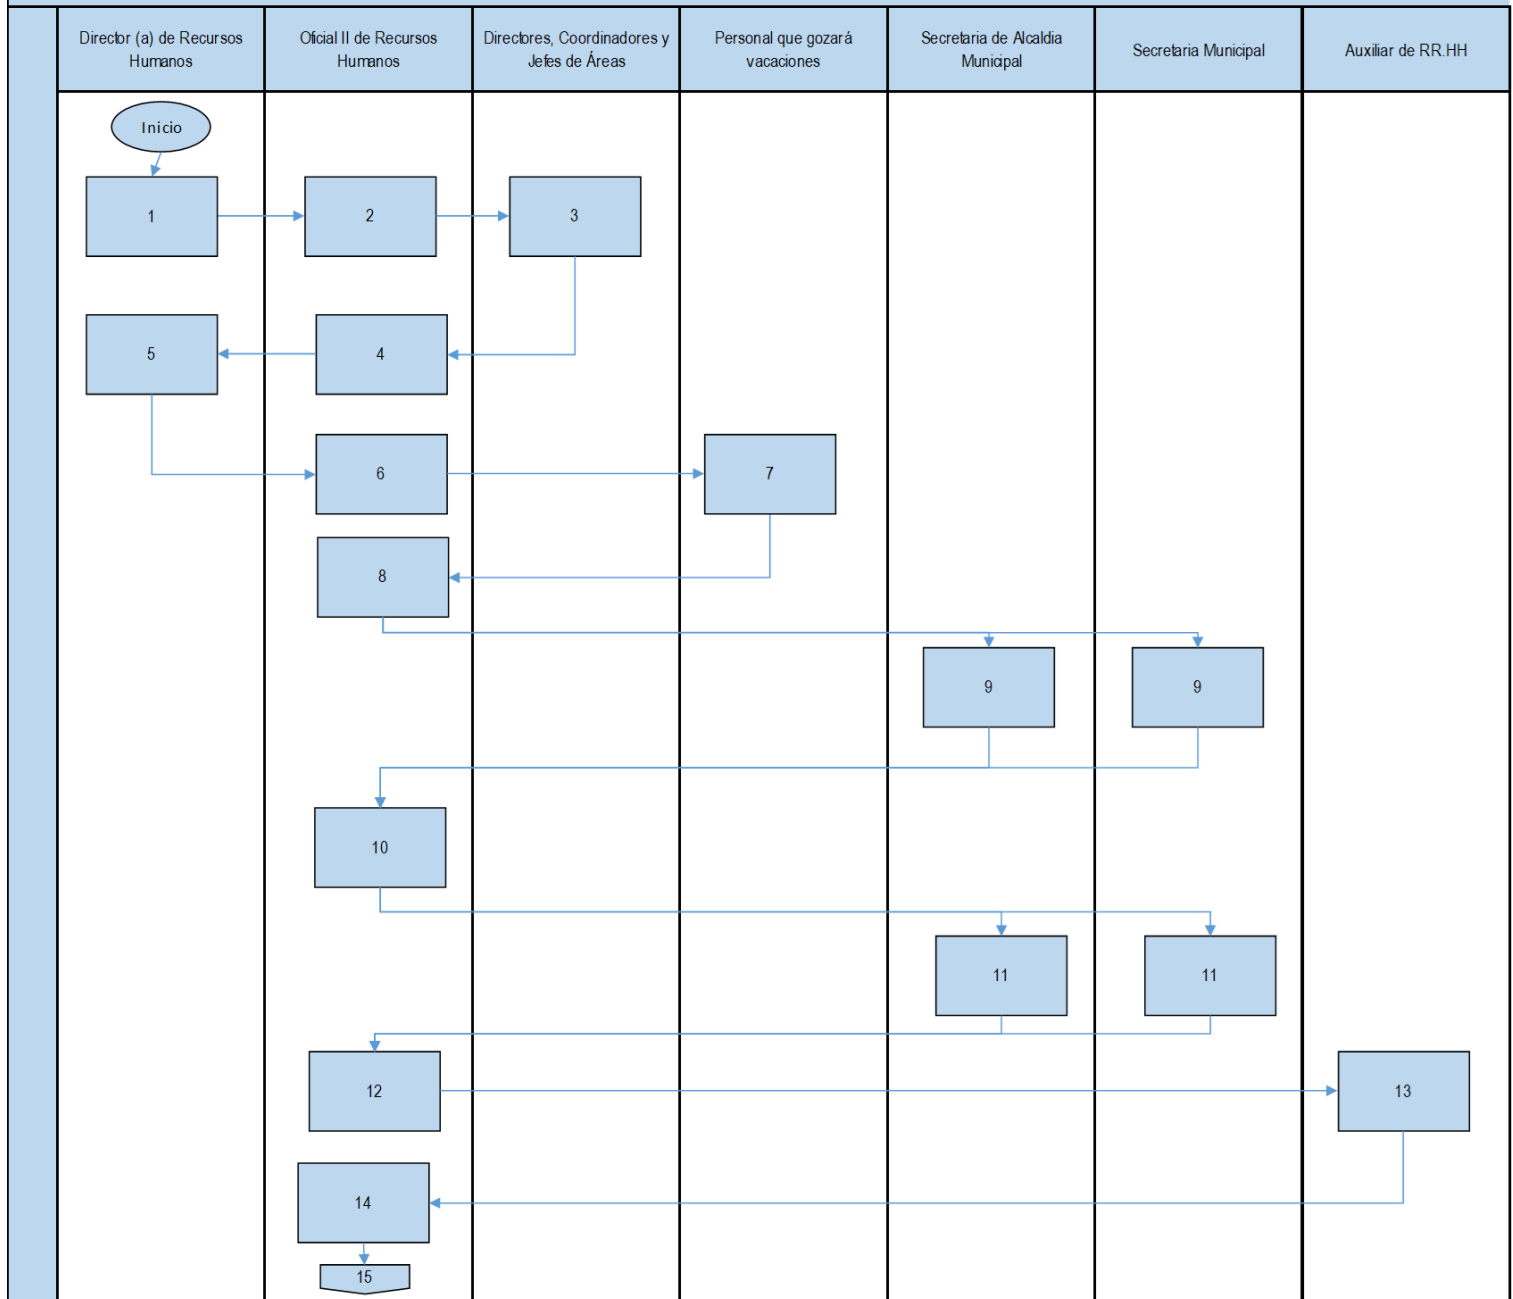 Director (a) de Recursos
Humanos
Oficial II de Recursos
Humanos
Directores, Coordinadores y
Jefes de Áreas
Personal que gozará
vacaciones
Secretaria de Alcaldia
Municipal
Secretaria Municipal
Auxiliar de RR.HH
Inicio
1
2
3
5
4
6
7
8
9
9
10
11
11
12
13
14
15